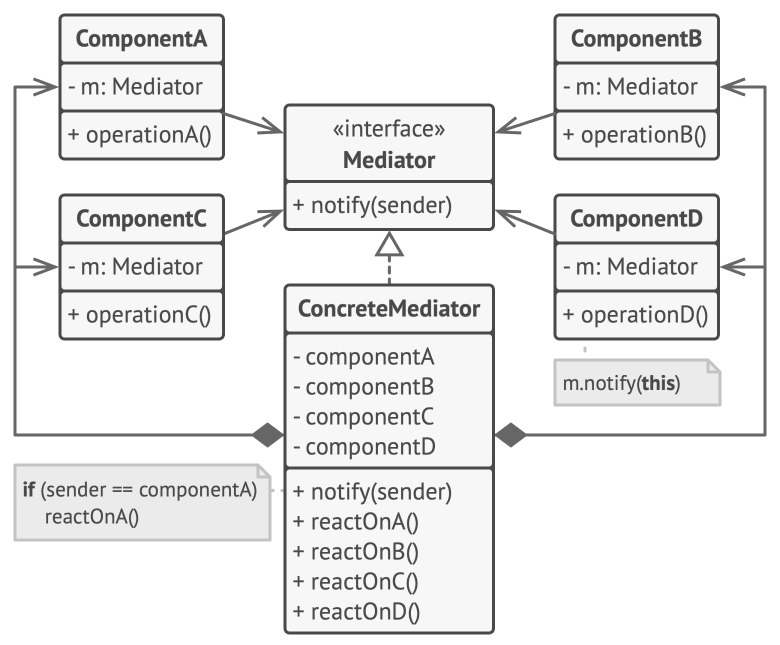 ComponentA
- m: Mediator
+ operationA()
ComponentB
- m: Mediator
+ operationB()
«interface»
Mediator
+ notify(sender)
ComponentC
- m: Mediator
+ operationC()
ComponentD
- m: Mediator
+ operationD()
m.notify(this)
ConcreteMediator
- componentA
- componentB
- componentC
- componentD
+ notify(sender)
+ reactOnA()
+ reactOnB()
+ reactOnC()
+ reactOnD()
if (sender == componentA)
reactOnA()